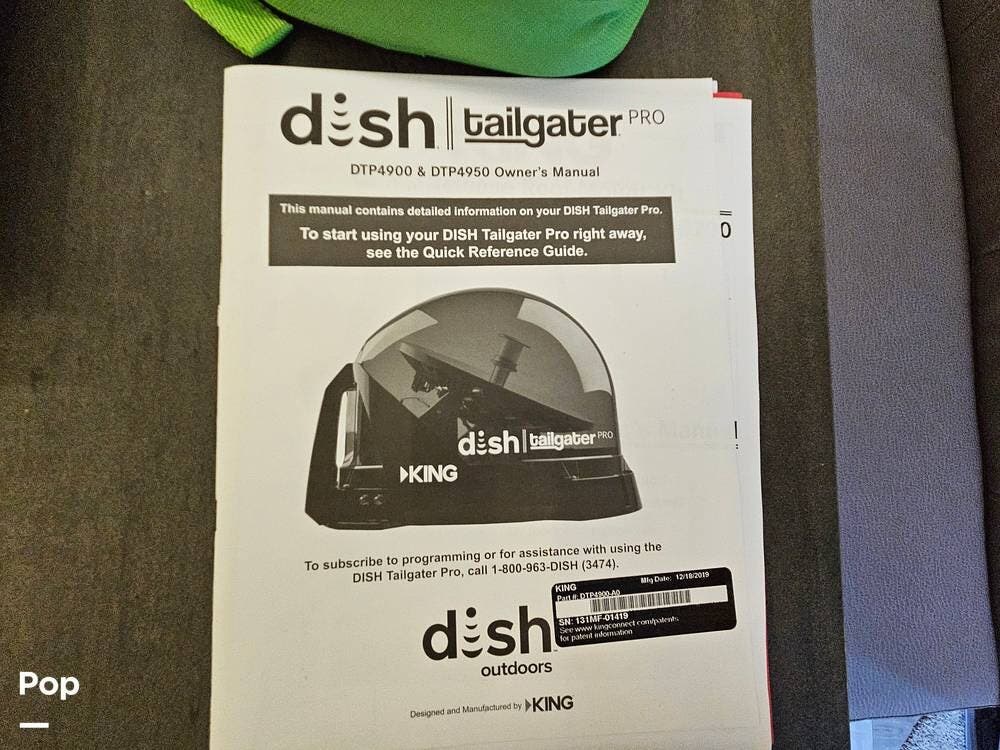 dish tailgater PRO
DTP4900 & DTP4950 Owner's Manual
This manual contains detailed information on your DISH Tailgater Pro.
To start using your DISH Tailgater Pro right away,
see the Quick Reference Guide.
0
dish tailgater PRO
KING
To subscribe to programming or for assistance with using the
DISH Tailgater Pro, call 1-800-963-DISH (3474).
KING Mfg Date: 12/18/2019
Part #: DTP4900-A0
SN: 131MF-01419
See www.kingconnect.com/patents
for patent information
dish
outdoors
Designed and Manufactured by KING
Pop